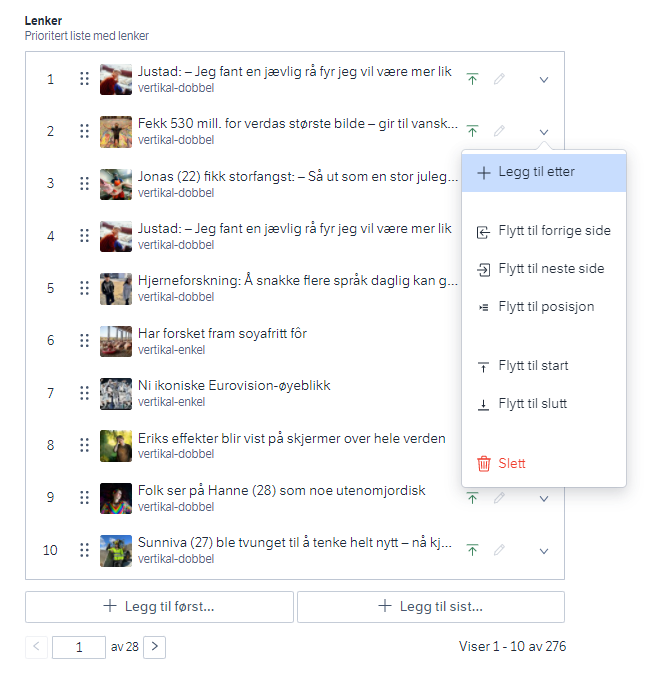 Lenker
Prioritert liste med lenker
1
Justad: – Jeg fant en jævlig rå fyr jeg vil være mer lik
vertikal-dobbel
2
Fekk 530 mill. for verdas største bilde – gir til vansk...
vertikal-dobbel
3
Jonas (22) fikk storfangst: – Så ut som en stor juleg...
vertikal-dobbel
4
Justad: – Jeg fant en jævlig rå fyr jeg vil være mer lik
vertikal-dobbel
5
Hjerneforskning: Å snakke flere språk daglig kan g...
vertikal-dobbel
6
Har forsket fram soyafritt fôr
vertikal-enkel
7
Ni ikoniske Eurovision-øyeblikk
vertikal-enkel
8
Eriks effekter blir vist på skjermer over hele verden
vertikal-dobbel
9
Folk ser på Hanne (28) som noe utenomjordisk
vertikal-dobbel
10
Sunniva (27) ble tvunget til å tenke helt nytt – nå kj...
vertikal-dobbel
Legg til etter
Flytt til forrige side
Flytt til neste side
Flytt til posisjon
Flytt til start
Flytt til slutt
Slett
Legg til først...
Legg til sist...
1 av 28
Viser 1 - 10 av 276